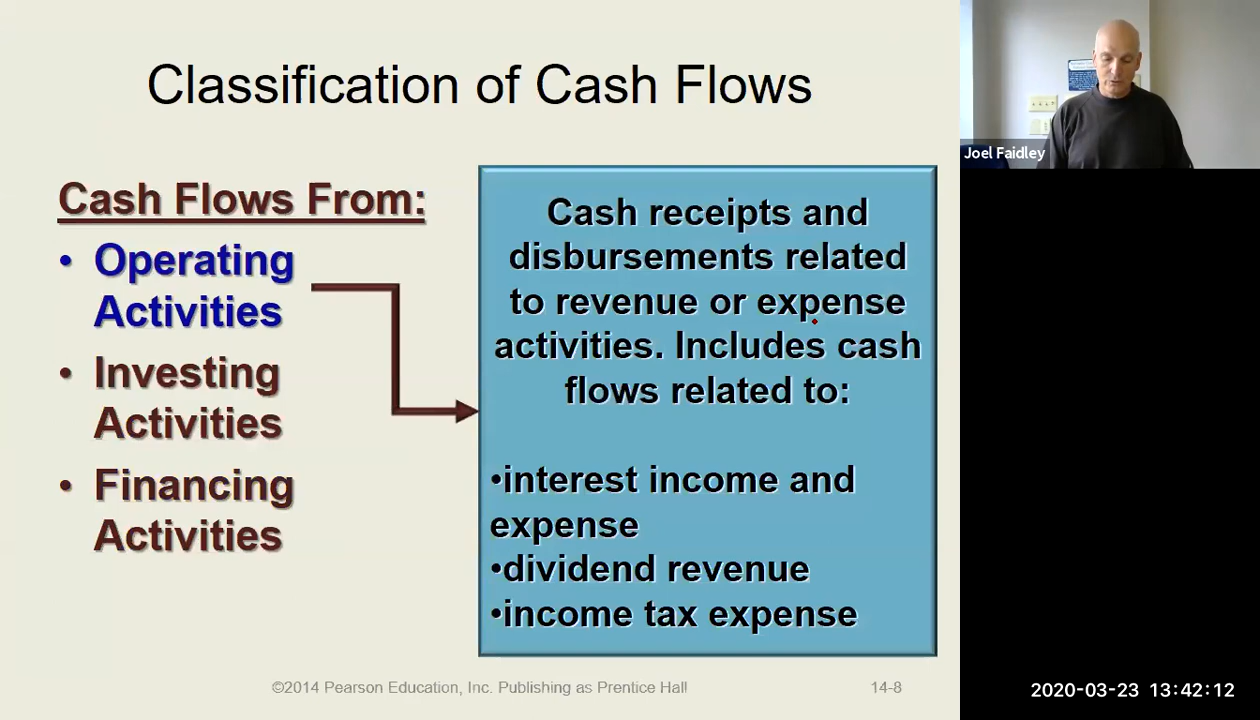 Classification of Cash Flows
Cash Flows From:
• Operating
Activities
• Investing
Activities
• Financing
Activities
Cash receipts and
disbursements related
to revenue or expense
activities. Includes cash
flows related to:
•interest income and
expense
•dividend revenue
•income tax expense
©2014 Pearson Education, Inc. Publishing as Prentice Hall
14-8
Joel Faidley
2020-03-23 13:42:12